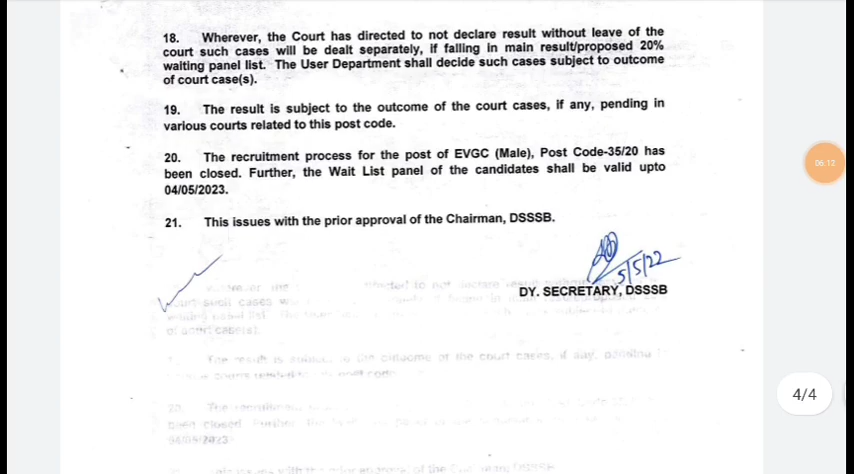 18. Wherever, the Court has directed to not declare result without leave of the
court such cases will be dealt separately, if falling in main result/proposed 20%
waiting panel list. The User Department shall decide such cases subject to outcome
of court case(s).
19. The result is subject to the outcome of the court cases, if any, pending in
various courts related to this post code.
20. The recruitment process for the post of EVGC (Male), Post Code-35/20 has
been closed. Further, the Wait List panel of the candidates shall be valid upto
04/05/2023.
21. This issues with the prior approval of the Chairman, DSSSB.
5/5/22
DY. SECRETARY, DSSSB
06:12
4/4